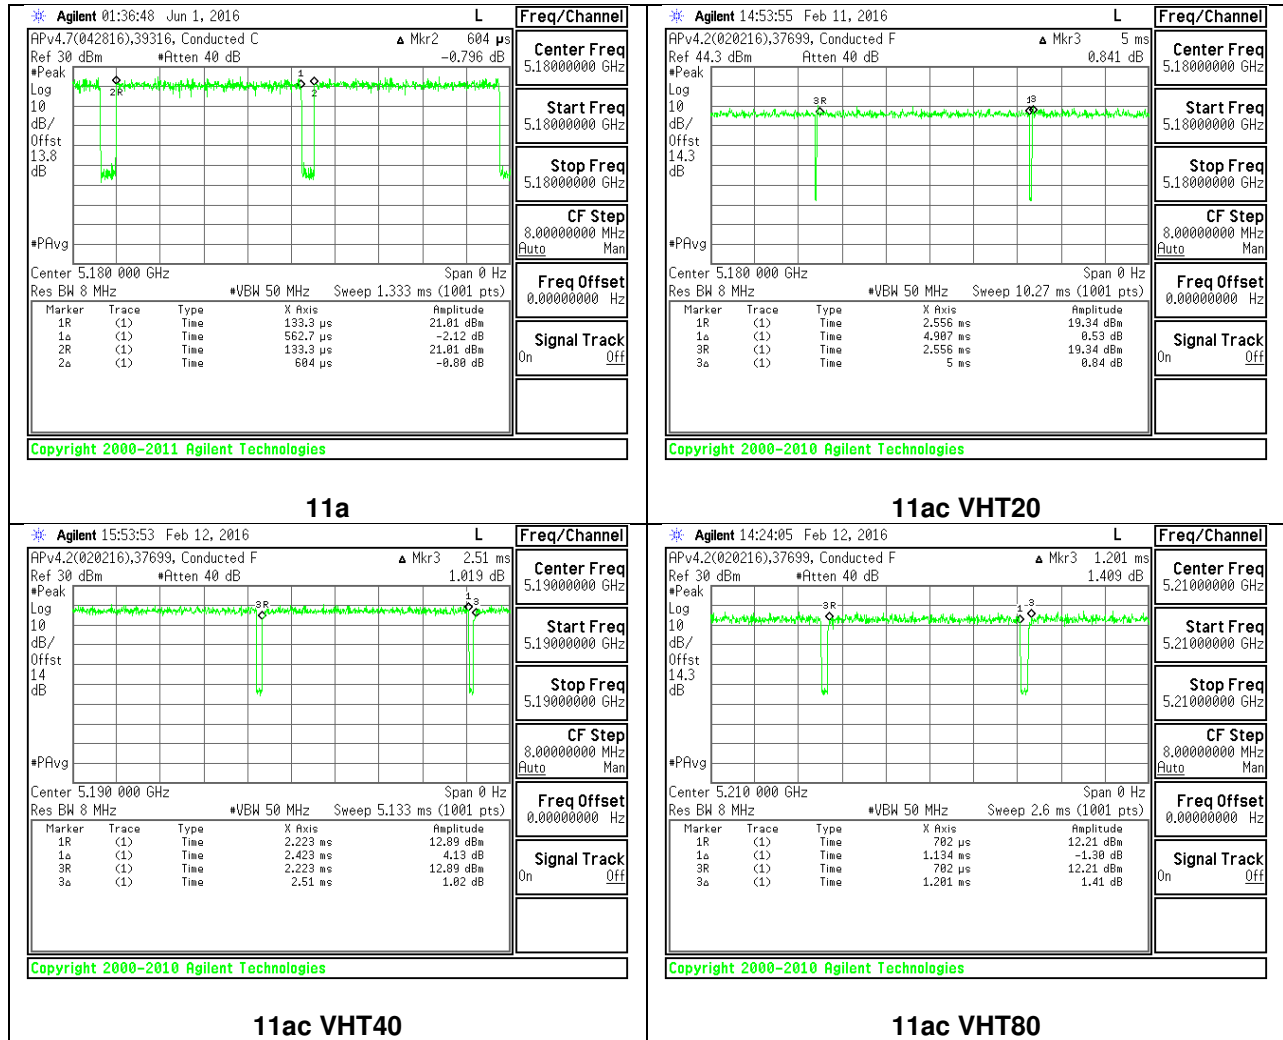 Agilent 01:36:48 Jun 1, 2016 L Freq/Channel
APv4.7(042816),39316, Conducted C Δ Mkr2 604 µs
Ref 30 dBm #Atten 40 dB -0.796 dB
#Peak
Log
10
dB/
Offst
13.8
dB
#PAvg
2R
1
2
Center 5.180 000 GHz Span 0 Hz
Res BW 8 MHz #VBW 50 MHz Sweep 1.333 ms (1001 pts)
Marker Trace Type X Axis Amplitude
1R (1) Time 133.3 µs 21.01 dBm
1Δ (1) Time 562.7 µs -2.12 dB
2R (1) Time 133.3 µs 21.01 dBm
2Δ (1) Time 604 µs -0.80 dB
Center Freq
5.18000000 GHz
Start Freq
5.18000000 GHz
Stop Freq
5.18000000 GHz
CF Step
8.00000000 MHz
Auto Man
Freq Offset
0.00000000 Hz
Signal Track
On Off
Copyright 2000-2011 Agilent Technologies
11a
Agilent 14:53:55 Feb 11, 2016 L Freq/Channel
APv4.2(020216),37699, Conducted F Δ Mkr3 5 ms
Ref 44.3 dBm Atten 40 dB 0.841 dB
#Peak
Log
10
dB/
Offst
14.3
dB
#PAvg
3R
13
Center 5.180 000 GHz Span 0 Hz
Res BW 8 MHz #VBW 50 MHz Sweep 10.27 ms (1001 pts)
Marker Trace Type X Axis Amplitude
1R (1) Time 2.556 ms 19.34 dBm
1Δ (1) Time 4.907 ms 0.53 dB
3R (1) Time 2.556 ms 19.34 dBm
3Δ (1) Time 5 ms 0.84 dB
Center Freq
5.18000000 GHz
Start Freq
5.18000000 GHz
Stop Freq
5.18000000 GHz
CF Step
8.00000000 MHz
Auto Man
Freq Offset
0.00000000 Hz
Signal Track
On Off
Copyright 2000-2010 Agilent Technologies
11ac VHT20
Agilent 15:53:53 Feb 12, 2016 L Freq/Channel
APv4.2(020216),37699, Conducted F Δ Mkr3 2.51 ms
Ref 30 dBm #Atten 40 dB 1.019 dB
#Peak
Log
10
dB/
Offst
14
dB
#PAvg
3R
1
3
Center 5.190 000 GHz Span 0 Hz
Res BW 8 MHz #VBW 50 MHz Sweep 5.133 ms (1001 pts)
Marker Trace Type X Axis Amplitude
1R (1) Time 2.223 ms 12.89 dBm
1Δ (1) Time 2.423 ms 4.13 dB
3R (1) Time 2.223 ms 12.89 dBm
3Δ (1) Time 2.51 ms 1.02 dB
Center Freq
5.19000000 GHz
Start Freq
5.19000000 GHz
Stop Freq
5.19000000 GHz
CF Step
8.00000000 MHz
Auto Man
Freq Offset
0.00000000 Hz
Signal Track
On Off
Copyright 2000-2010 Agilent Technologies
11ac VHT40
Agilent 14:24:05 Feb 12, 2016 L Freq/Channel
APv4.2(020216),37699, Conducted F Δ Mkr3 1.201 ms
Ref 30 dBm #Atten 40 dB 1.409 dB
#Peak
Log
10
dB/
Offst
14.3
dB
#PAvg
3R
1
3
Center 5.210 000 GHz Span 0 Hz
Res BW 8 MHz #VBW 50 MHz Sweep 2.6 ms (1001 pts)
Marker Trace Type X Axis Amplitude
1R (1) Time 702 µs 12.21 dBm
1Δ (1) Time 1.134 ms -1.30 dB
3R (1) Time 702 µs 12.21 dBm
3Δ (1) Time 1.201 ms 1.41 dB
Center Freq
5.21000000 GHz
Start Freq
5.21000000 GHz
Stop Freq
5.21000000 GHz
CF Step
8.00000000 MHz
Auto Man
Freq Offset
0.00000000 Hz
Signal Track
On Off
Copyright 2000-2010 Agilent Technologies
11ac VHT80